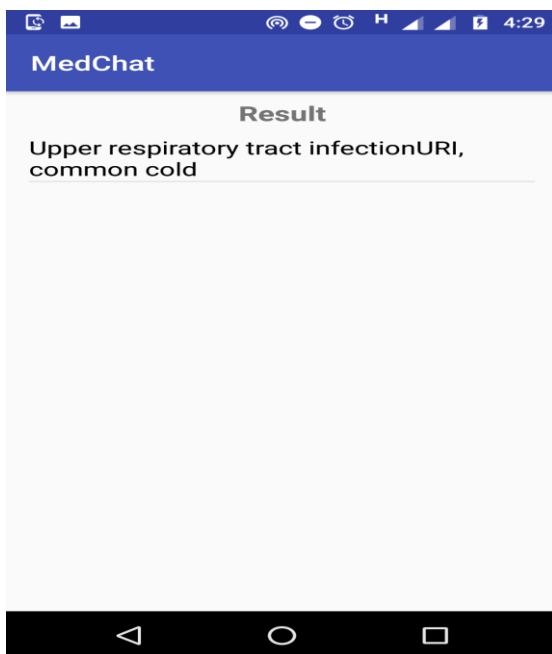 H 4:29
MedChat
Result
Upper respiratory tract infectionURI,
common cold